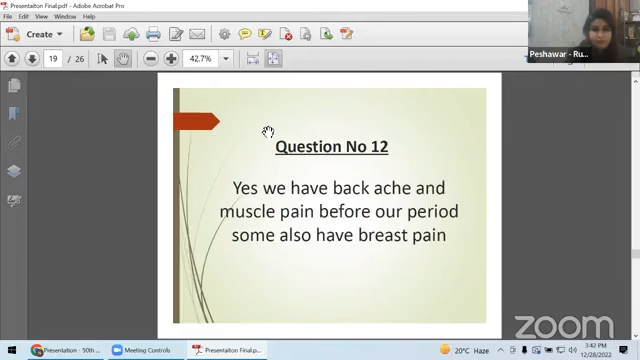 Presentaiton Final.pdf - Adobe Acrobat Pro
File Edit View Window Help
Create
19 / 26 42.7%
Peshawar - Ru...
Question No 12
Yes we have back ache and
muscle pain before our period
some also have breast pain
zoom
Presentation - 50th ...
Meeting Controls
Presentaiton Final.p...
20°C Haze
3:42 PM
12/28/2022